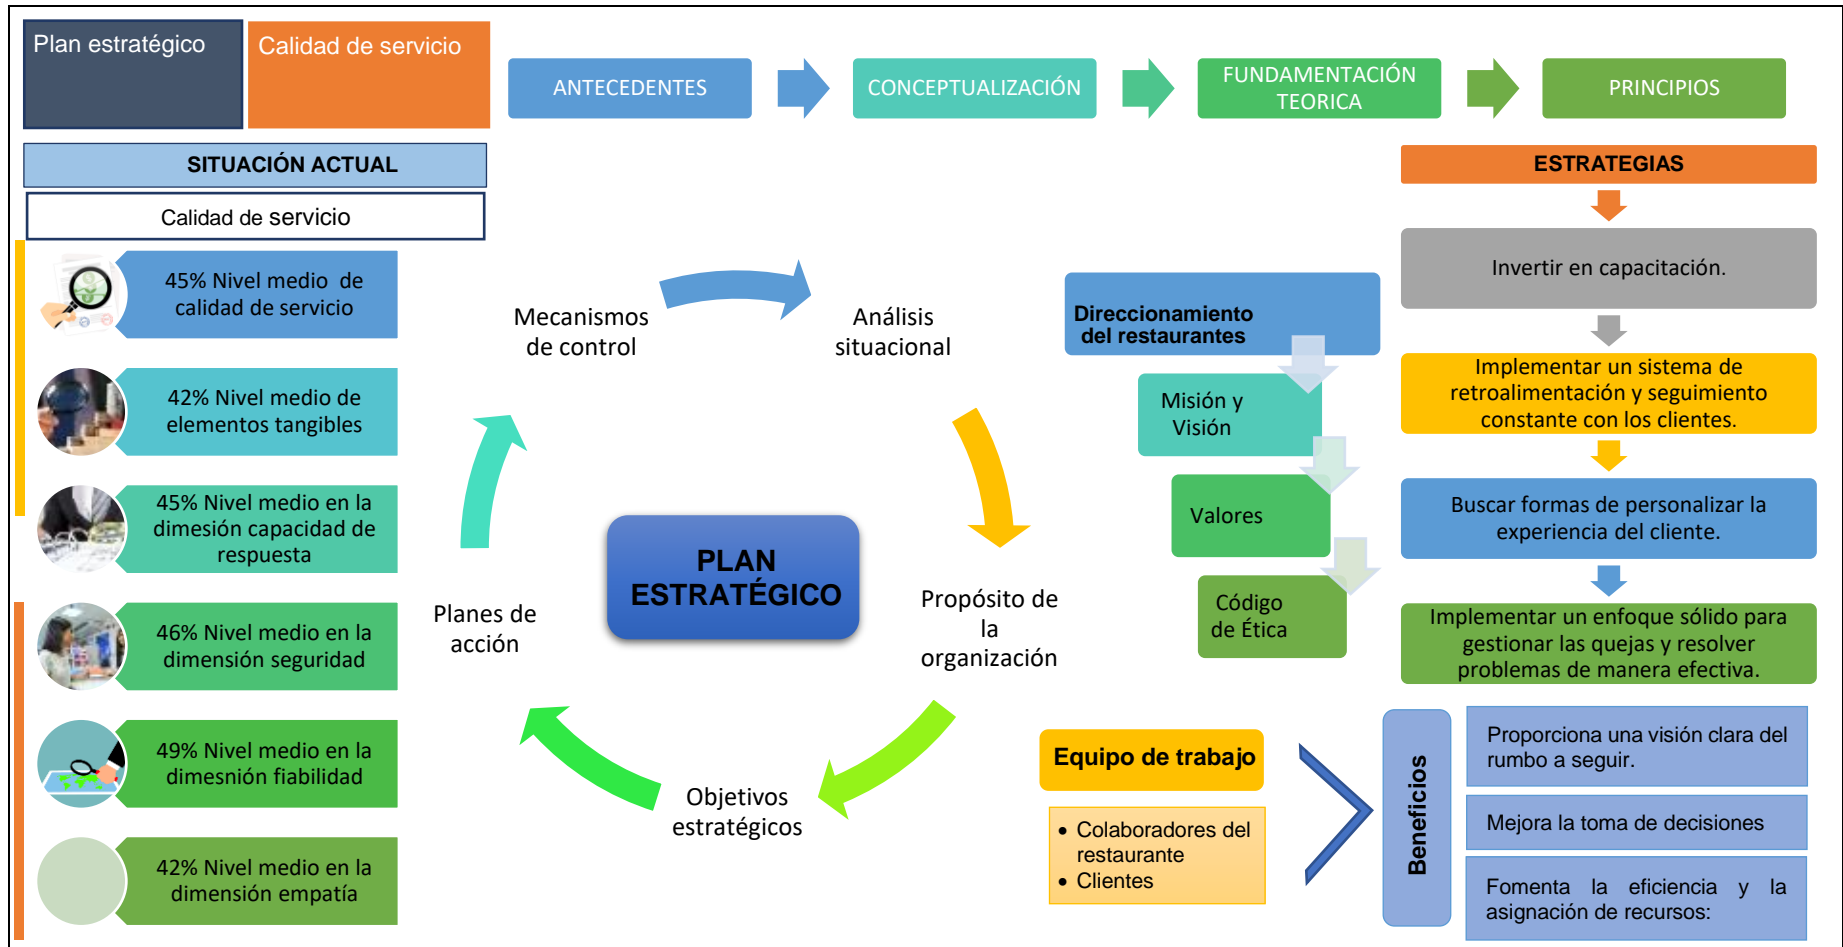 Plan estratégico
Calidad de servicio
ANTECEDENTES
CONCEPTUALIZACIÓN
FUNDAMENTACIÓN
TEORICA
PRINCIPIOS
SITUACIÓN ACTUAL
Calidad de servicio
45% Nivel medio de
calidad de servicio
42% Nivel medio de
elementos tangibles
45% Nivel medio en la
dimesión capacidad de
respuesta
46% Nivel medio en la
dimensión seguridad
49% Nivel medio en la
dimesnión fiabilidad
42% Nivel medio en la
dimensión empatía
Mecanismos
de control
Análisis
situacional
Propósito de
la
organización
Objetivos
estratégicos
Planes de
acción
PLAN
ESTRATÉGICO
Direccionamiento
del restaurantes
Misión y
Visión
Valores
Código
de Ética
Equipo de trabajo
• Colaboradores del
restaurante
• Clientes
ESTRATEGIAS
Invertir en capacitación.
Implementar un sistema de
retroalimentación y seguimiento
constante con los clientes.
Buscar formas de personalizar la
experiencia del cliente.
Implementar un enfoque sólido para
gestionar las quejas y resolver
problemas de manera efectiva.
Beneficios
Proporciona una visión clara del
rumbo a seguir.
Mejora la toma de decisiones
Fomenta la eficiencia y la
asignación de recursos: